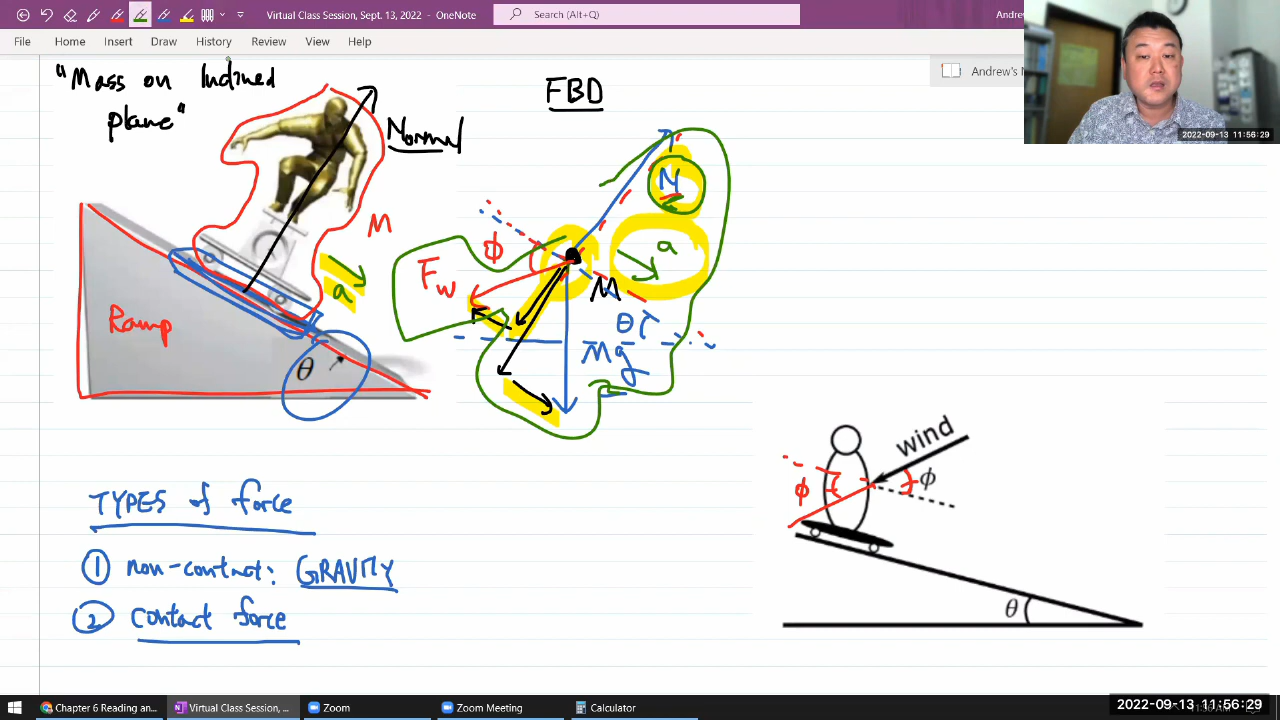 Virtual Class Session, Sept. 13, 2022 - OneNote
Search (Alt+Q)
Andrew
File Home Insert Draw History Review View Help
Andrew's N
2022-09-13 11:56:29
"Mass on Inclined
plane"
Normal
M
a
Ramp
θ
FBD
N
a
ϕ
Fw
M
θ
Mg
TYPES of force
① non-contact: GRAVITY
② contact force
wind
ϕ
ϕ
θ
Chapter 6 Reading an...
Virtual Class Session, ...
Zoom
Zoom Meeting
Calculator
2022-09-13 11:56:29